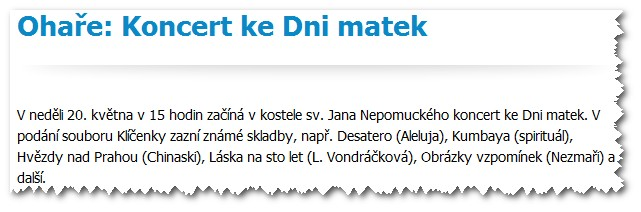 Ohaře: Koncert ke Dni matek
V neděli 20. května v 15 hodin začíná v kostele sv. Jana Nepomuckého koncert ke Dni matek. V
podání souboru Klíčenky zazní známé skladby, např. Desatero (Aleluja), Kumbaya (spirituál),
Hvězdy nad Prahou (Chinaski), Láska na sto let (L. Vondráčková), Obrázky vzpomínek (Nezmaři) a
další.